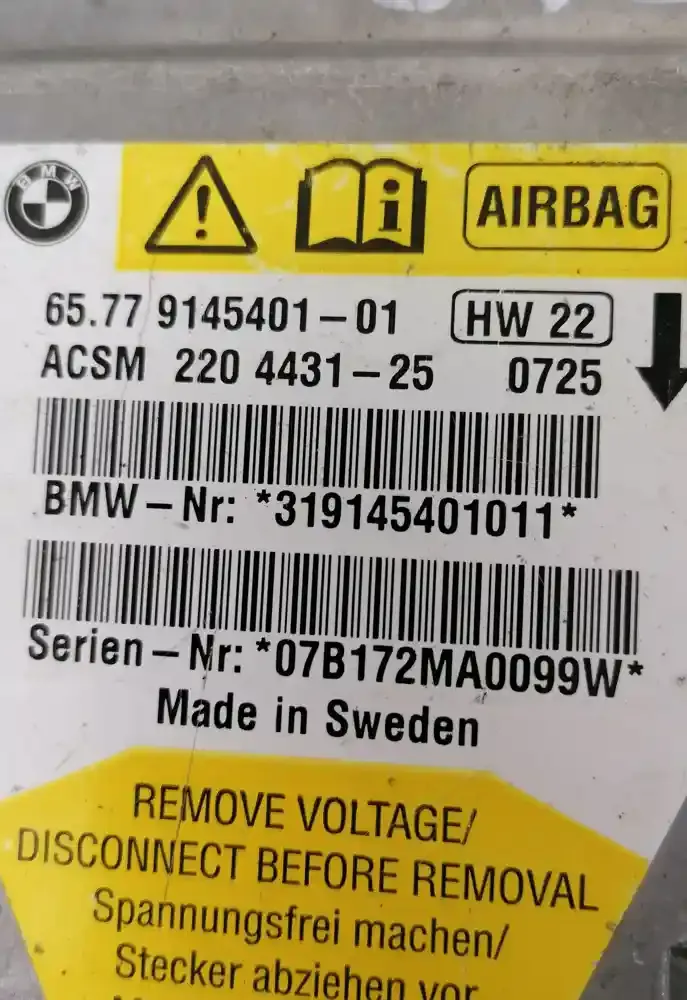 BMW
AIRBAG
65.77 9145401-01 HW 22
ACSM 220 4431-25 0725
BMW-Nr: *319145401011*
Serien-Nr: *07B172MA0099W*
Made in Sweden
REMOVE VOLTAGE/
DISCONNECT BEFORE REMOVAL
Spannungsfrei machen/
Stecker abziehen vor